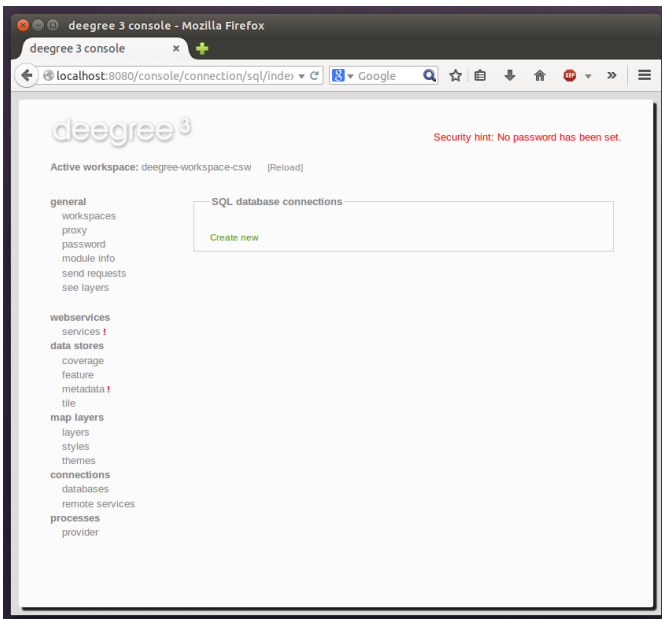 deegree 3 console - Mozilla Firefox
deegree 3 console
localhost:8080/console/connection/sql/index
Google
ABP
deegree 3
Security hint: No password has been set.
Active workspace: deegree-workspace-csw [Reload]
general
workspaces
proxy
password
module info
send requests
see layers
webservices
services !
data stores
coverage
feature
metadata !
tile
map layers
layers
styles
themes
connections
databases
remote services
processes
provider
SQL database connections
Create new